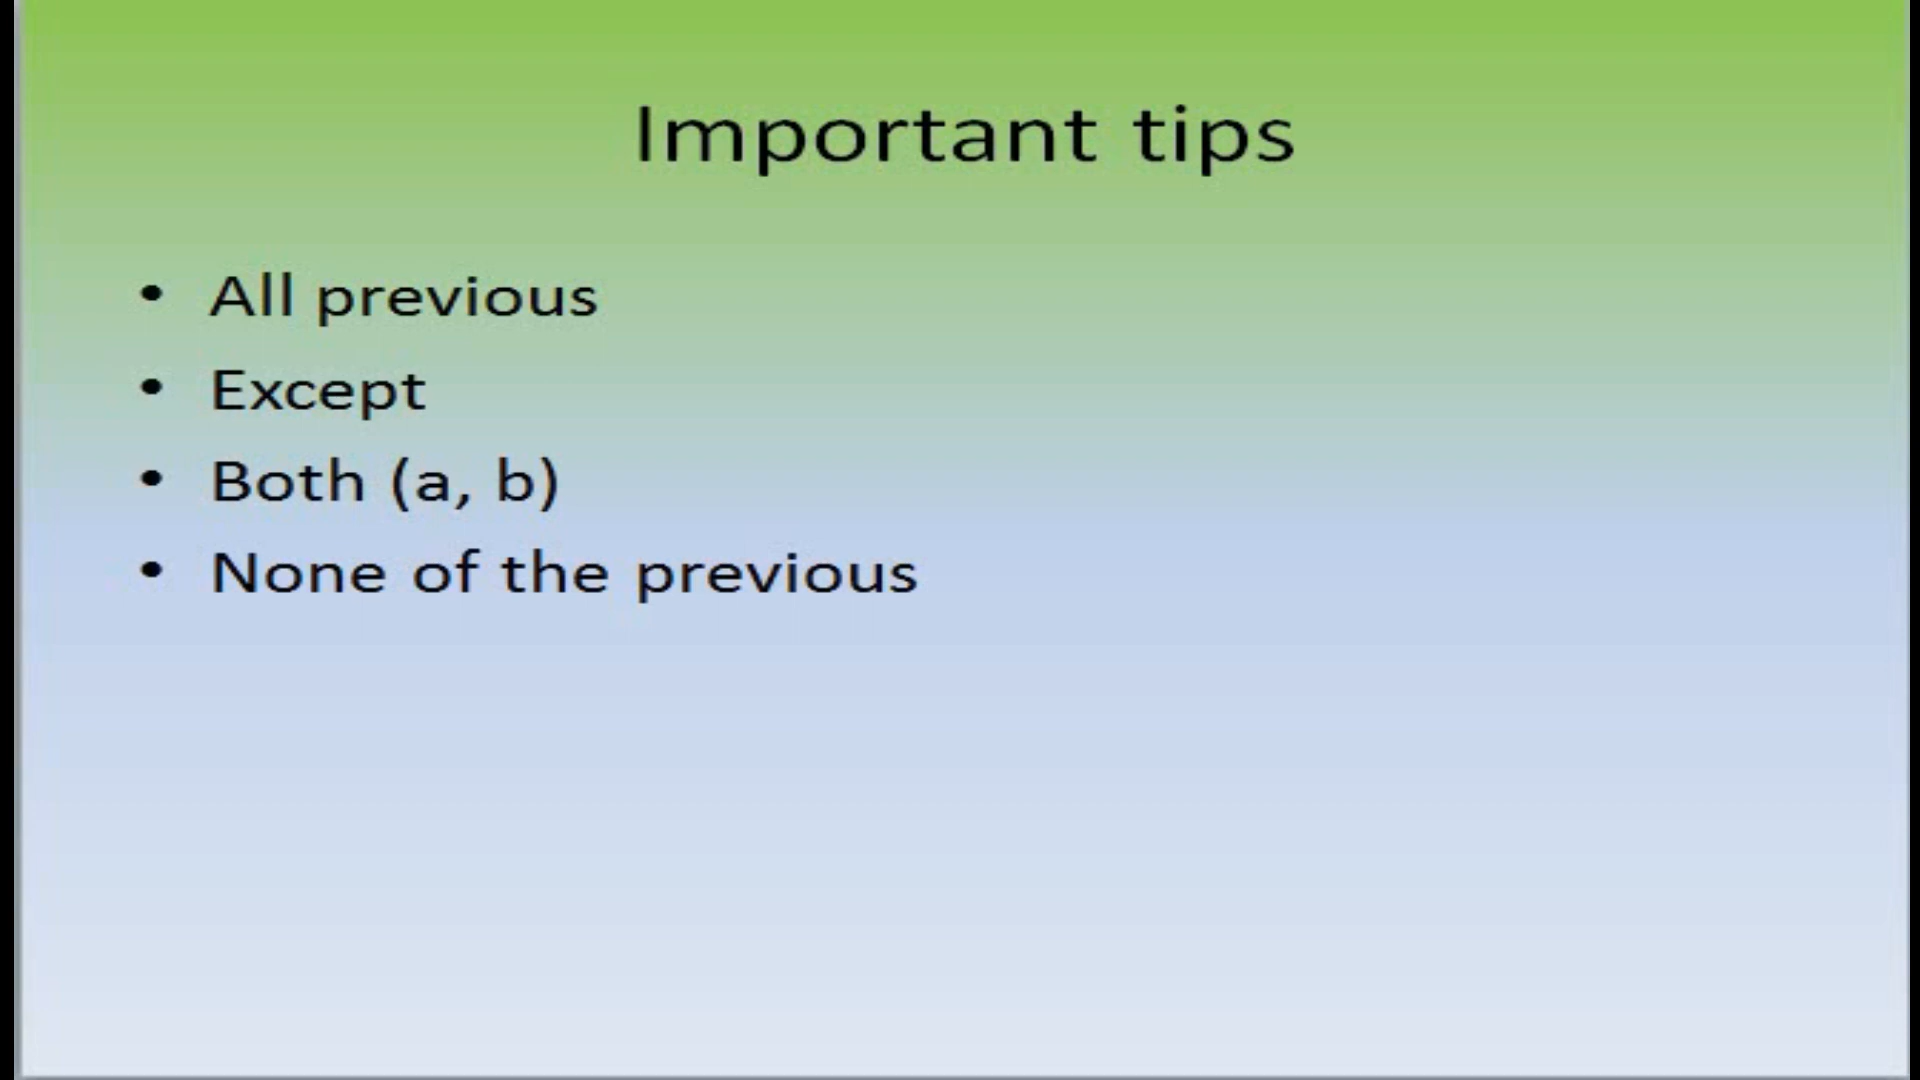 Important tips
• All previous
• Except
• Both (a, b)
• None of the previous